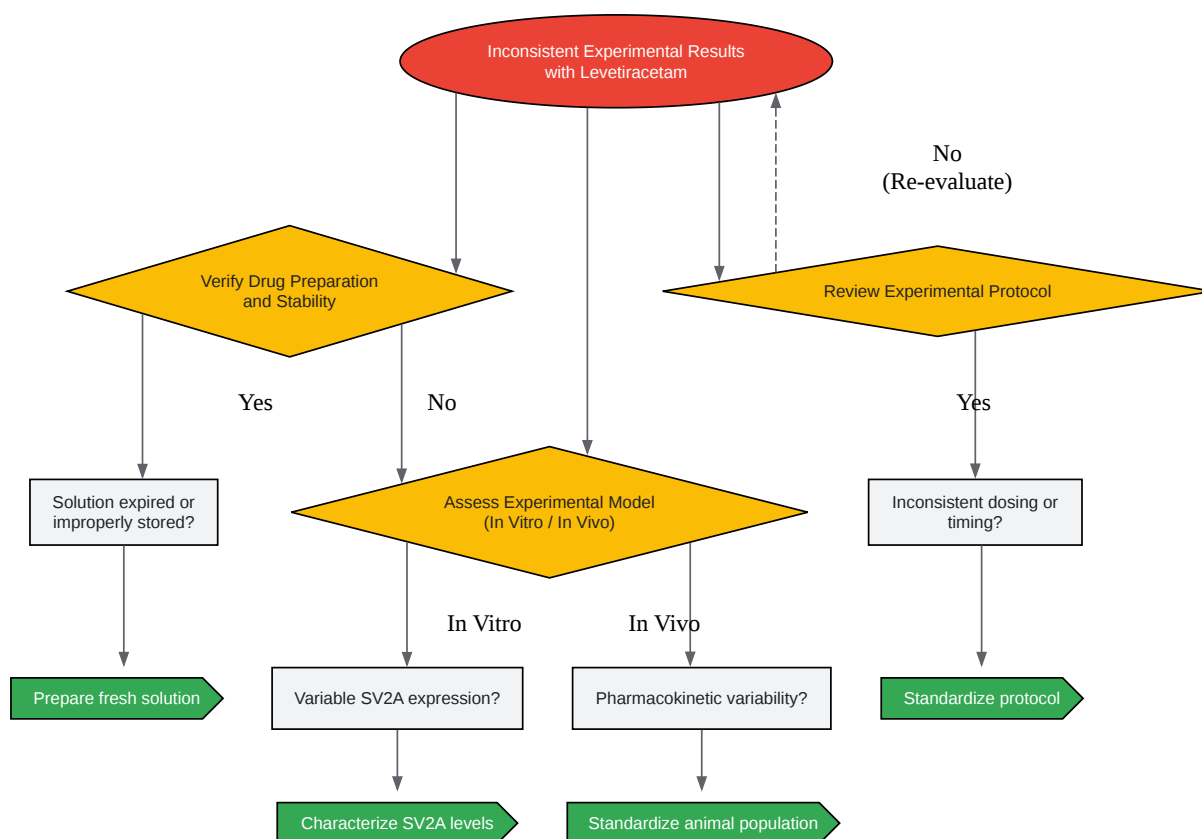 Inconsistent Experimental Results
with Levetiracetam
No
(Re-evaluate)
Verify Drug Preparation
and Stability
Review Experimental Protocol
Yes
No
Yes
Solution expired or
improperly stored?
Assess Experimental Model
(In Vitro / In Vivo)
Inconsistent dosing or
timing?
In Vitro
In Vivo
Prepare fresh solution
Variable SV2A expression?
Pharmacokinetic variability?
Standardize protocol
Characterize SV2A levels
Standardize animal population